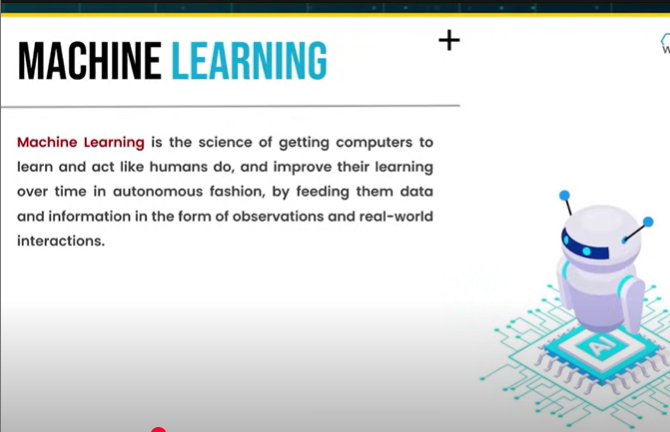 MACHINE LEARNING
Machine Learning is the science of getting computers to
learn and act like humans do, and improve their learning
over time in autonomous fashion, by feeding them data
and information in the form of observations and real-world
interactions.
AI